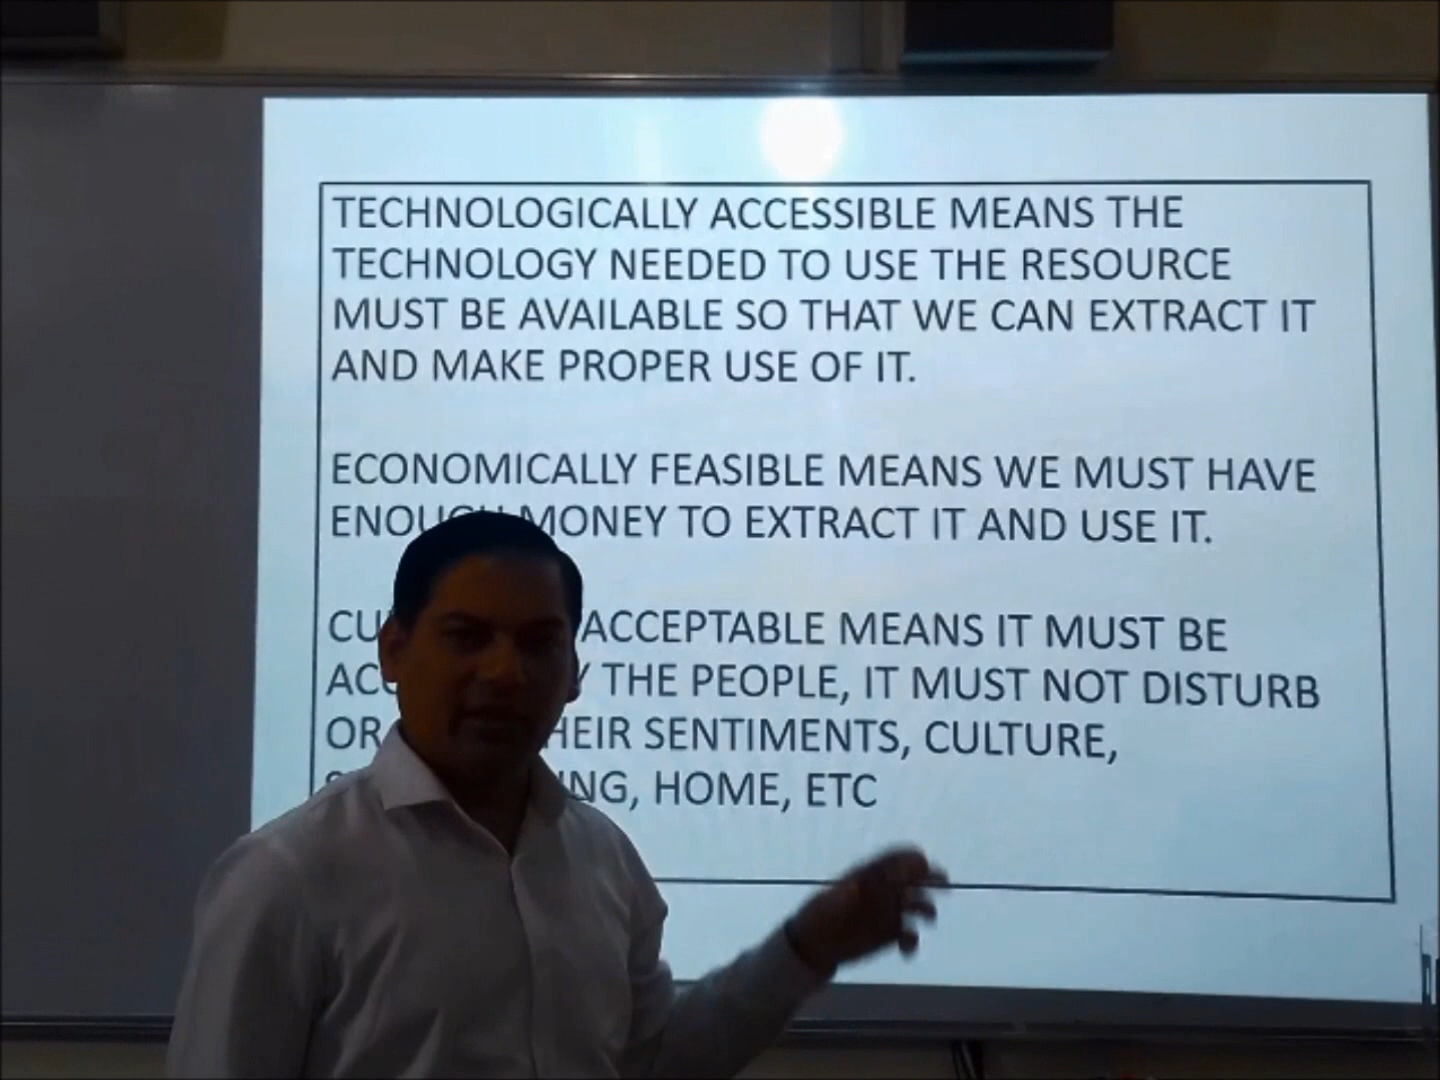 TECHNOLOGICALLY ACCESSIBLE MEANS THE
TECHNOLOGY NEEDED TO USE THE RESOURCE
MUST BE AVAILABLE SO THAT WE CAN EXTRACT IT
AND MAKE PROPER USE OF IT.
ECONOMICALLY FEASIBLE MEANS WE MUST HAVE
ENOUGH MONEY TO EXTRACT IT AND USE IT.
ACCEPTABLE MEANS IT MUST BE
THE PEOPLE, IT MUST NOT DISTURB
OR SENTIMENTS, CULTURE,
HOME, ETC